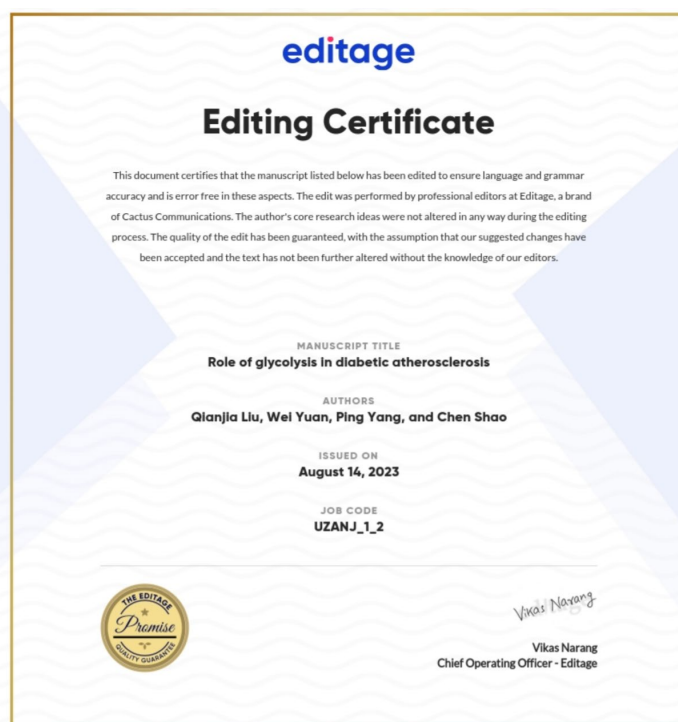 editage
Editing Certificate
This document certifies that the manuscript listed below has been edited to ensure language and grammar
accuracy and is error free in these aspects. The edit was performed by professional editors at Editage, a brand
of Cactus Communications. The author's core research ideas were not altered in any way during the editing
process. The quality of the edit has been guaranteed, with the assumption that our suggested changes have
been accepted and the text has not been further altered without the knowledge of our editors.
MANUSCRIPT TITLE
Role of glycolysis in diabetic atherosclerosis
AUTHORS
Qianjia Liu, Wei Yuan, Ping Yang, and Chen Shao
ISSUED ON
August 14, 2023
JOB CODE
UZANJ_1_2
THE EDITAGE
Promise
QUALITY GUARANTEE
Vikas Narang
Vikas Narang
Chief Operating Officer - Editage